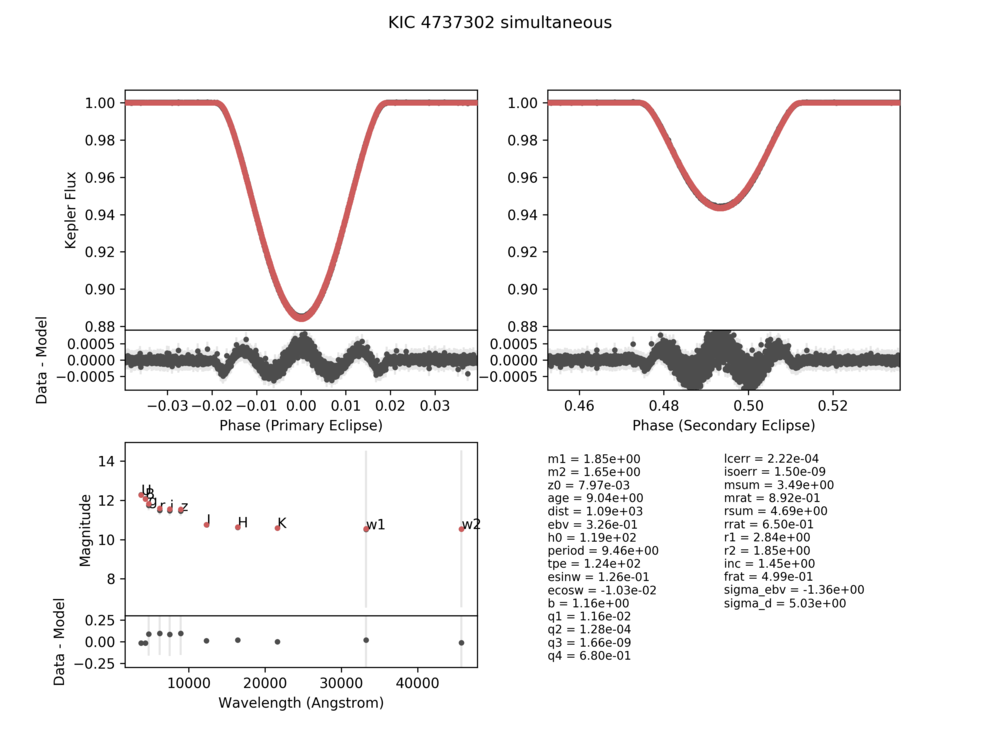 KIC 4737302 simultaneous
1.00
0.98
0.96
0.94
0.92
0.90
0.88
Kepler Flux
0.0005
0.0000
−0.0005
Data - Model
−0.03 −0.02 −0.01 0.00 0.01 0.02 0.03
Phase (Primary Eclipse)
1.00
0.98
0.96
0.94
0.92
0.90
0.88
0.0005
0.0000
−0.0005
0.46 0.48 0.50 0.52
Phase (Secondary Eclipse)
14
12
10
8
Magnitude
U B g r i z J H K w1 w2
0.25
0.00
−0.25
Data - Model
10000 20000 30000 40000
Wavelength (Angstrom)
m1 = 1.85e+00
m2 = 1.65e+00
z0 = 7.97e-03
age = 9.04e+00
dist = 1.09e+03
ebv = 3.26e-01
h0 = 1.19e+02
period = 9.46e+00
tpe = 1.24e+02
esinw = 1.26e-01
ecosw = -1.03e-02
b = 1.16e+00
q1 = 1.16e-02
q2 = 1.28e-04
q3 = 1.66e-09
q4 = 6.80e-01
lcerr = 2.22e-04
isoerr = 1.50e-09
msum = 3.49e+00
mrat = 8.92e-01
rsum = 4.69e+00
rrat = 6.50e-01
r1 = 2.84e+00
r2 = 1.85e+00
inc = 1.45e+00
frat = 4.99e-01
sigma_ebv = -1.36e+00
sigma_d = 5.03e+00